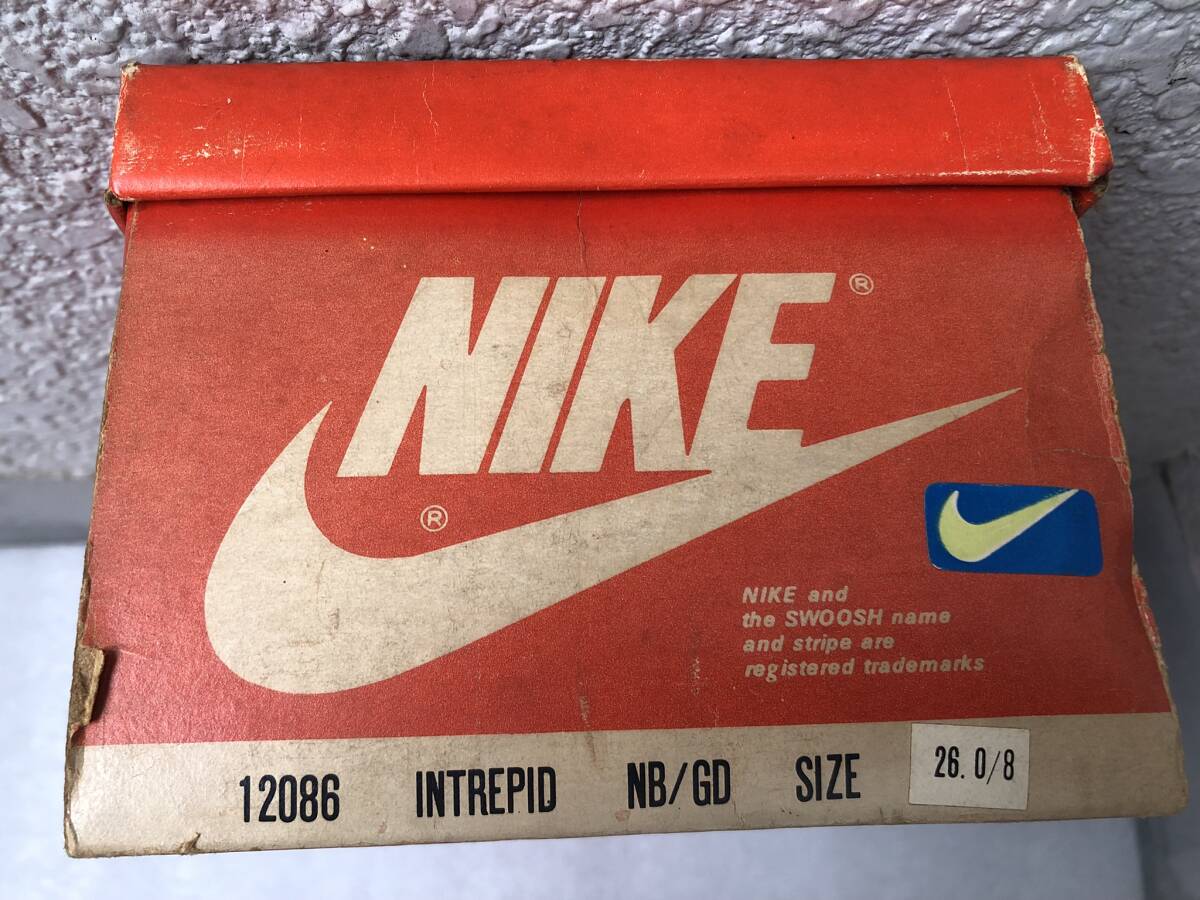 NIKE®
®
NIKE and
the SWOOSH name
and stripe are
registered trademarks
12086 INTREPID NB/GD SIZE 26.0/8